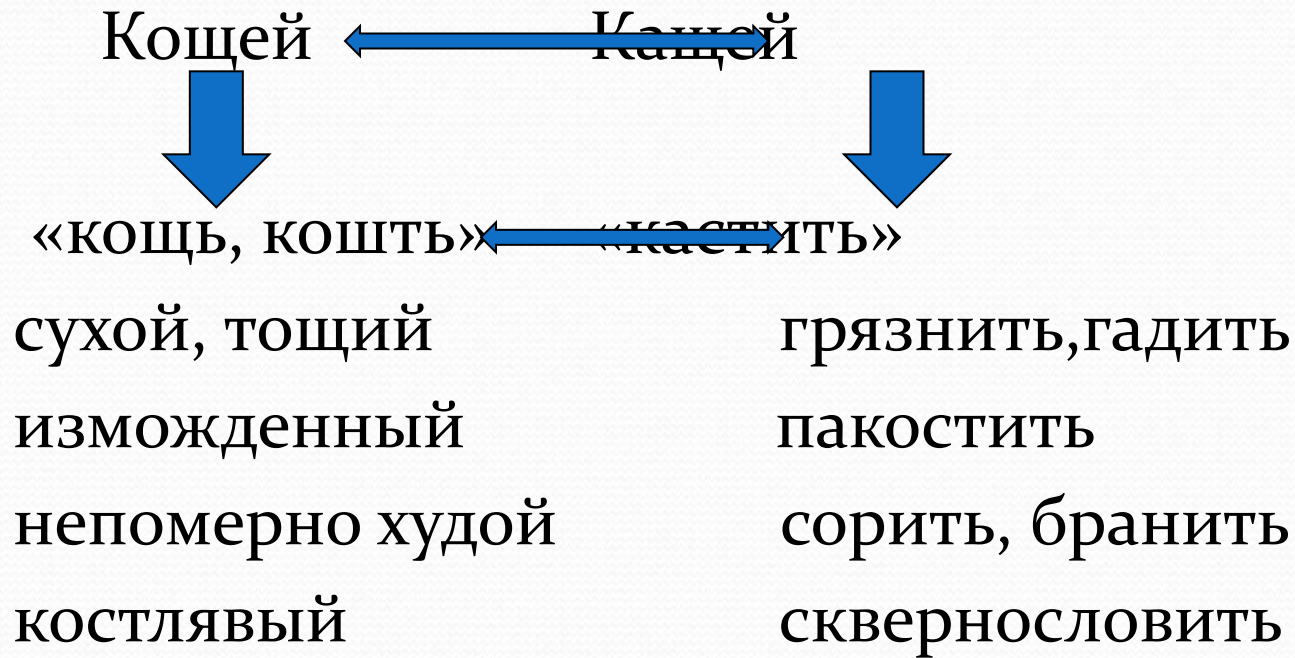 Кощей Кащей
«кощь, кошть» «кастить»
сухой, тощий грязнить,гадить
изможденный пакостить
непомерно худой сорить, бранить
костлявый сквернословить